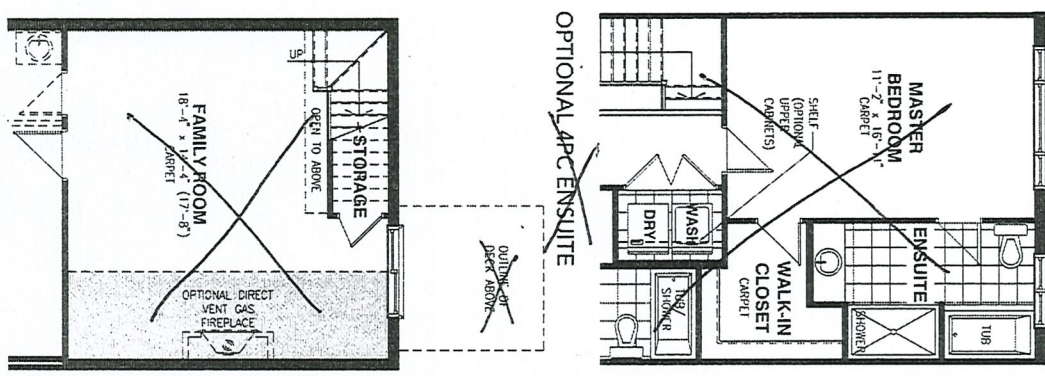 UP
OPEN TO ABOVE
STORAGE
FAMILY ROOM
CARPET
OPTIONAL DIRECT
VENT GAS
FIREPLACE
OUTLINE OF
DECK ABOVE
OPTIONAL 4PC ENSUITE
MASTER
BEDROOM
CARPET
SHELF
(OPTIONAL
UPPER
CABINETS)
WASH
DRY
TUB
SHOWER
WALK-IN
CLOSET
CARPET
ENSUITE
SHOWER
TUB